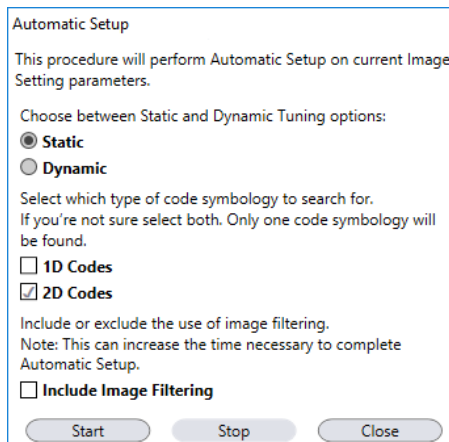 Automatic Setup
This procedure will perform Automatic Setup on current Image
Setting parameters.
Choose between Static and Dynamic Tuning options:
Static
Dynamic
Select which type of code symbology to search for.
If you're not sure select both. Only one code symbology will
be found.
1D Codes
2D Codes
Include or exclude the use of image filtering.
Note: This can increase the time necessary to complete
Automatic Setup.
Include Image Filtering
Start Stop Close